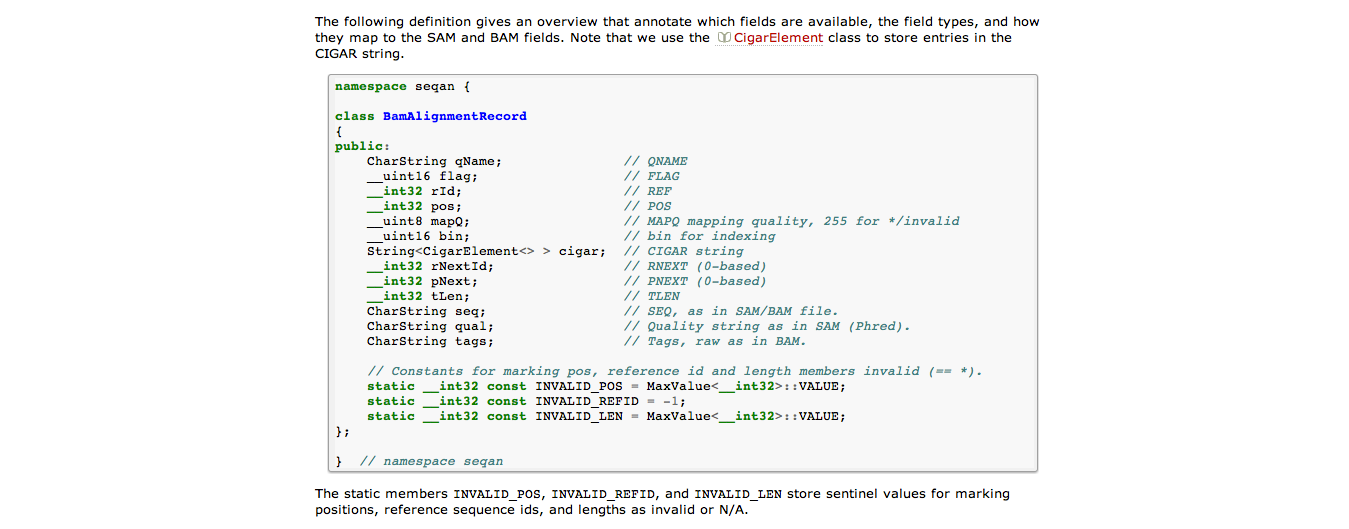 The following definition gives an overview that annotate which fields are available, the field types, and how
they map to the SAM and BAM fields. Note that we use the CigarElement class to store entries in the
CIGAR string.
namespace seqan {
class BamAlignmentRecord
{
public:
    CharString qName;               // QNAME
    __uint16 flag;                  // FLAG
    __int32 rId;                    // REF
    __int32 pos;                    // POS
    __uint8 mapQ;                   // MAPQ mapping quality, 255 for */invalid
    __uint16 bin;                   // bin for indexing
    String<CigarElement<> > cigar;  // CIGAR string
    __int32 rNextId;                // RNEXT (0-based)
    __int32 pNext;                  // PNEXT (0-based)
    __int32 tLen;                   // TLEN
    CharString seq;                 // SEQ, as in SAM/BAM file.
    CharString qual;                // Quality string as in SAM (Phred).
    CharString tags;                // Tags, raw as in BAM.
    // Constants for marking pos, reference id and length members invalid (== *).
    static __int32 const INVALID_POS = MaxValue<__int32>::VALUE;
    static __int32 const INVALID_REFID = -1;
    static __int32 const INVALID_LEN = MaxValue<__int32>::VALUE;
};
}  // namespace seqan
The static members INVALID_POS, INVALID_REFID, and INVALID_LEN store sentinel values for marking
positions, reference sequence ids, and lengths as invalid or N/A.